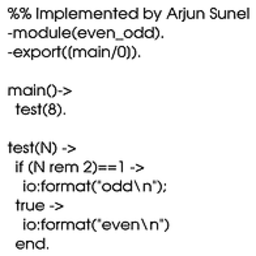 %% Implemented by Arjun Sunel
-module(even_odd).
-export([main/0]).
main()->
test(8).
test(N) ->
if (N rem 2)==1 ->
io:format("odd\n");
true ->
io:format("even\n")
end.